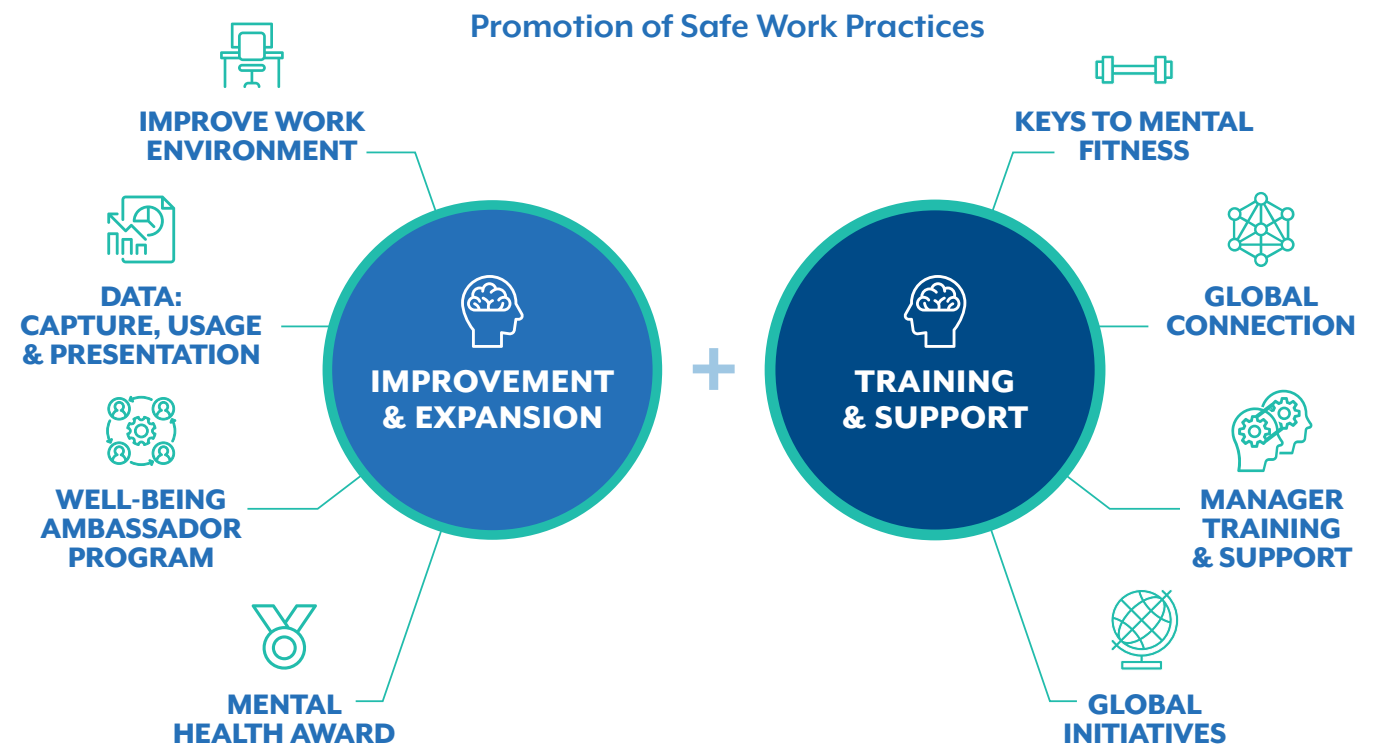 Promotion of Safe Work Practices
IMPROVE WORK
ENVIRONMENT
DATA:
CAPTURE, USAGE
& PRESENTATION
WELL-BEING
AMBASSADOR
PROGRAM
MENTAL
HEALTH AWARD
IMPROVEMENT
& EXPANSION
+
TRAINING
& SUPPORT
KEYS TO MENTAL
FITNESS
GLOBAL
CONNECTION
MANAGER
TRAINING
& SUPPORT
GLOBAL
INITIATIVES